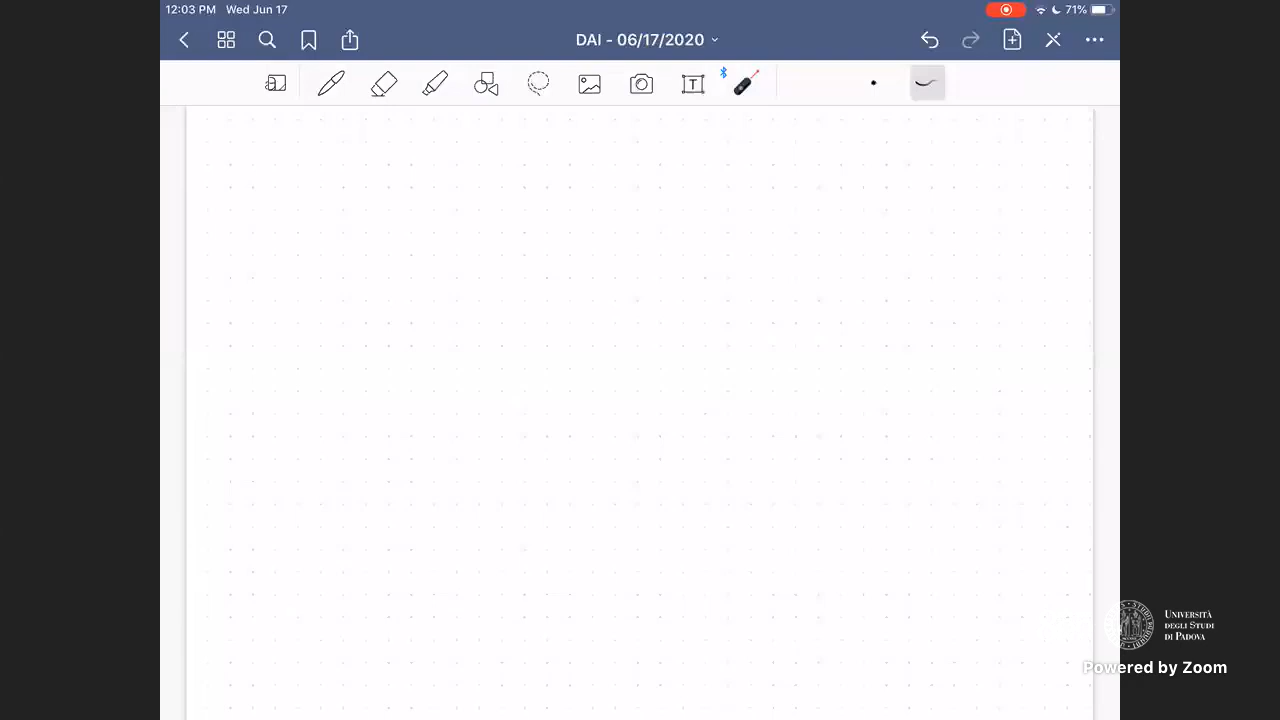 12:03 PM Wed Jun 17
71%
DAI - 06/17/2020
T
UNIVERSITÀ
DEGLI STUDI
DI PADOVA
Powered by Zoom